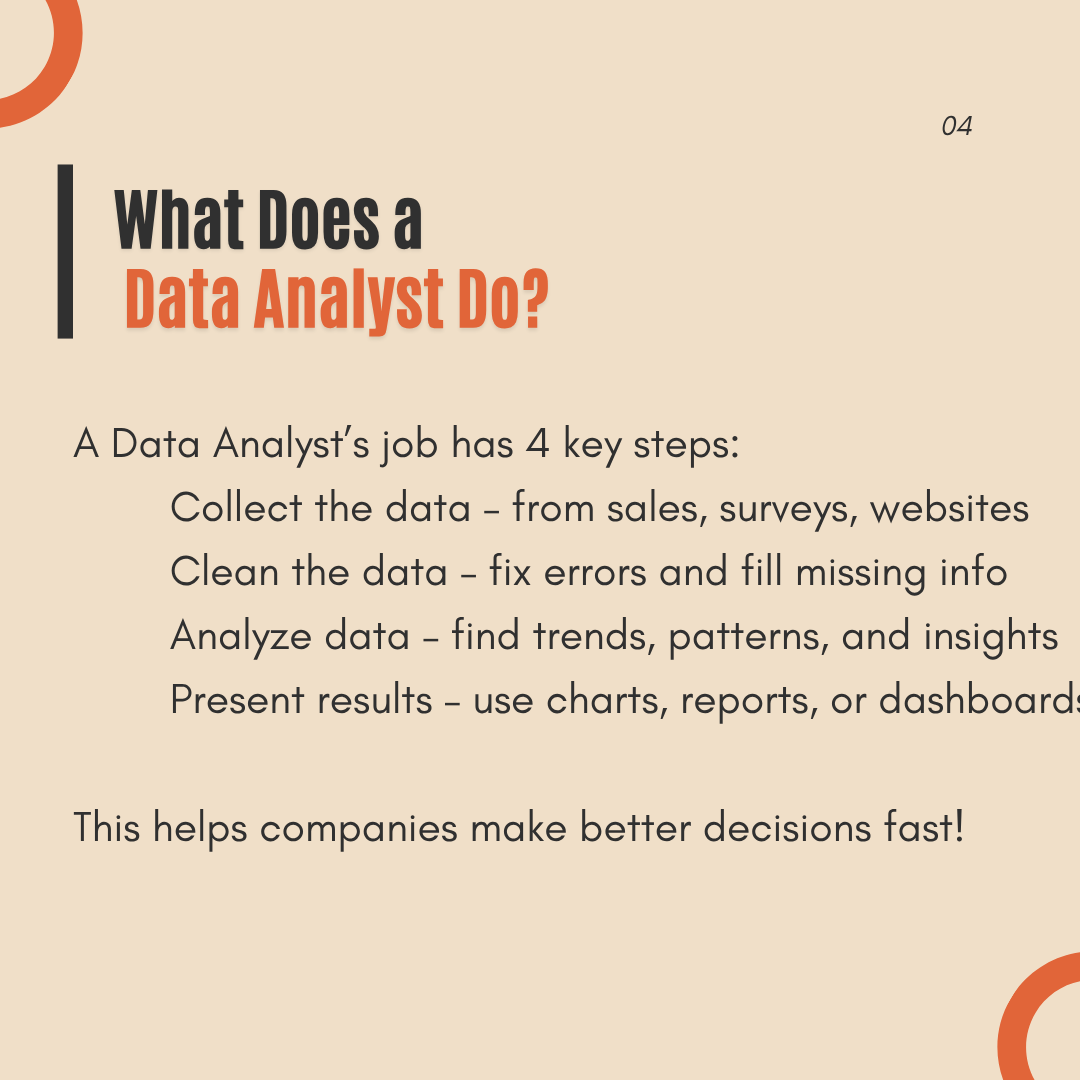 04
What Does a
Data Analyst Do?
A Data Analyst’s job has 4 key steps:
Collect the data – from sales, surveys, websites
Clean the data – fix errors and fill missing info
Analyze data – find trends, patterns, and insights
Present results – use charts, reports, or dashboards
This helps companies make better decisions fast!